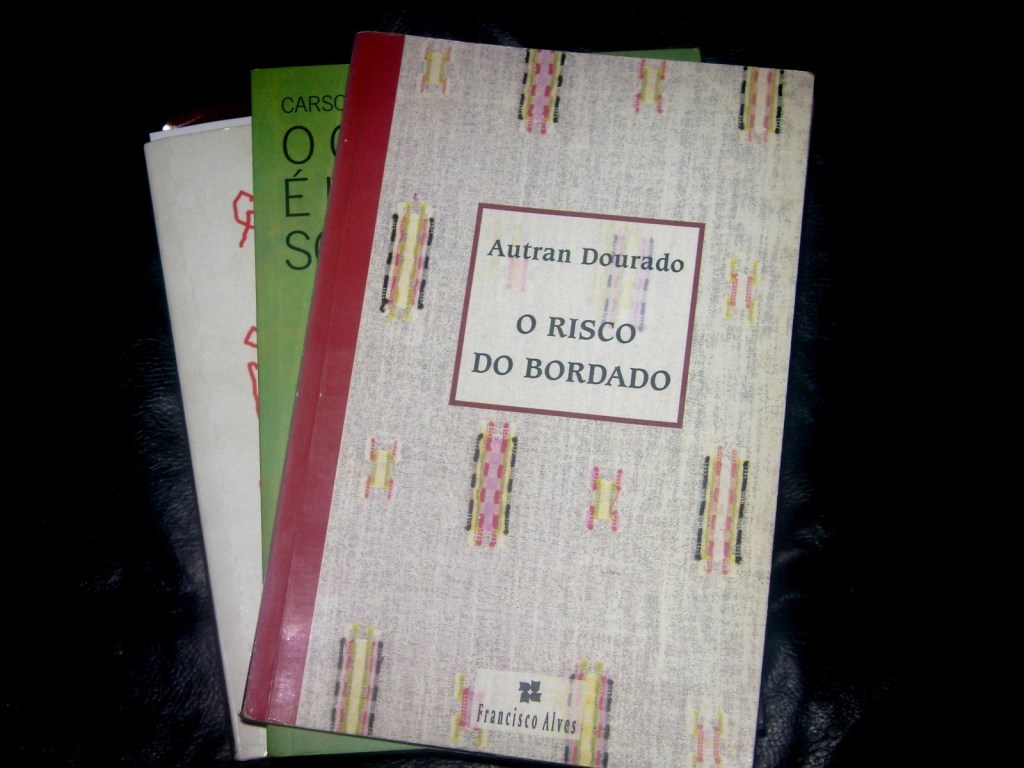 Autran Dourado
O RISCO
DO BORDADO
Francisco Alves
CARSO
O
É
SO